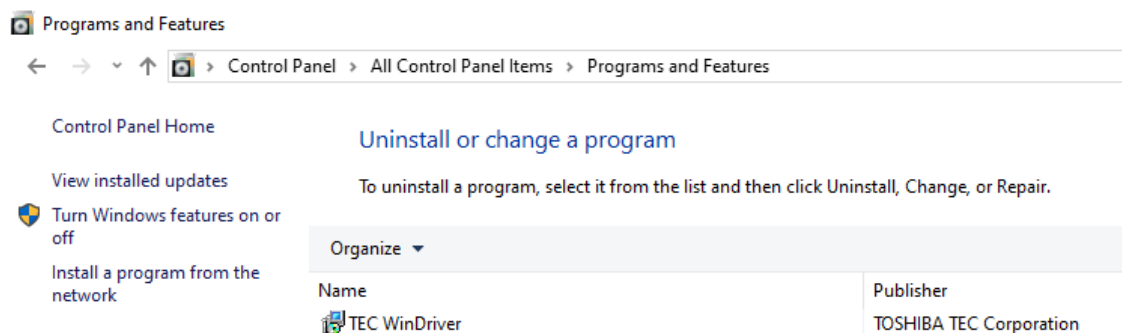 Programs and Features
Control Panel > All Control Panel Items > Programs and Features
Control Panel Home
View installed updates
Turn Windows features on or
off
Install a program from the
network
Uninstall or change a program
To uninstall a program, select it from the list and then click Uninstall, Change, or Repair.
Organize
Name Publisher
TEC WinDriver TOSHIBA TEC Corporation